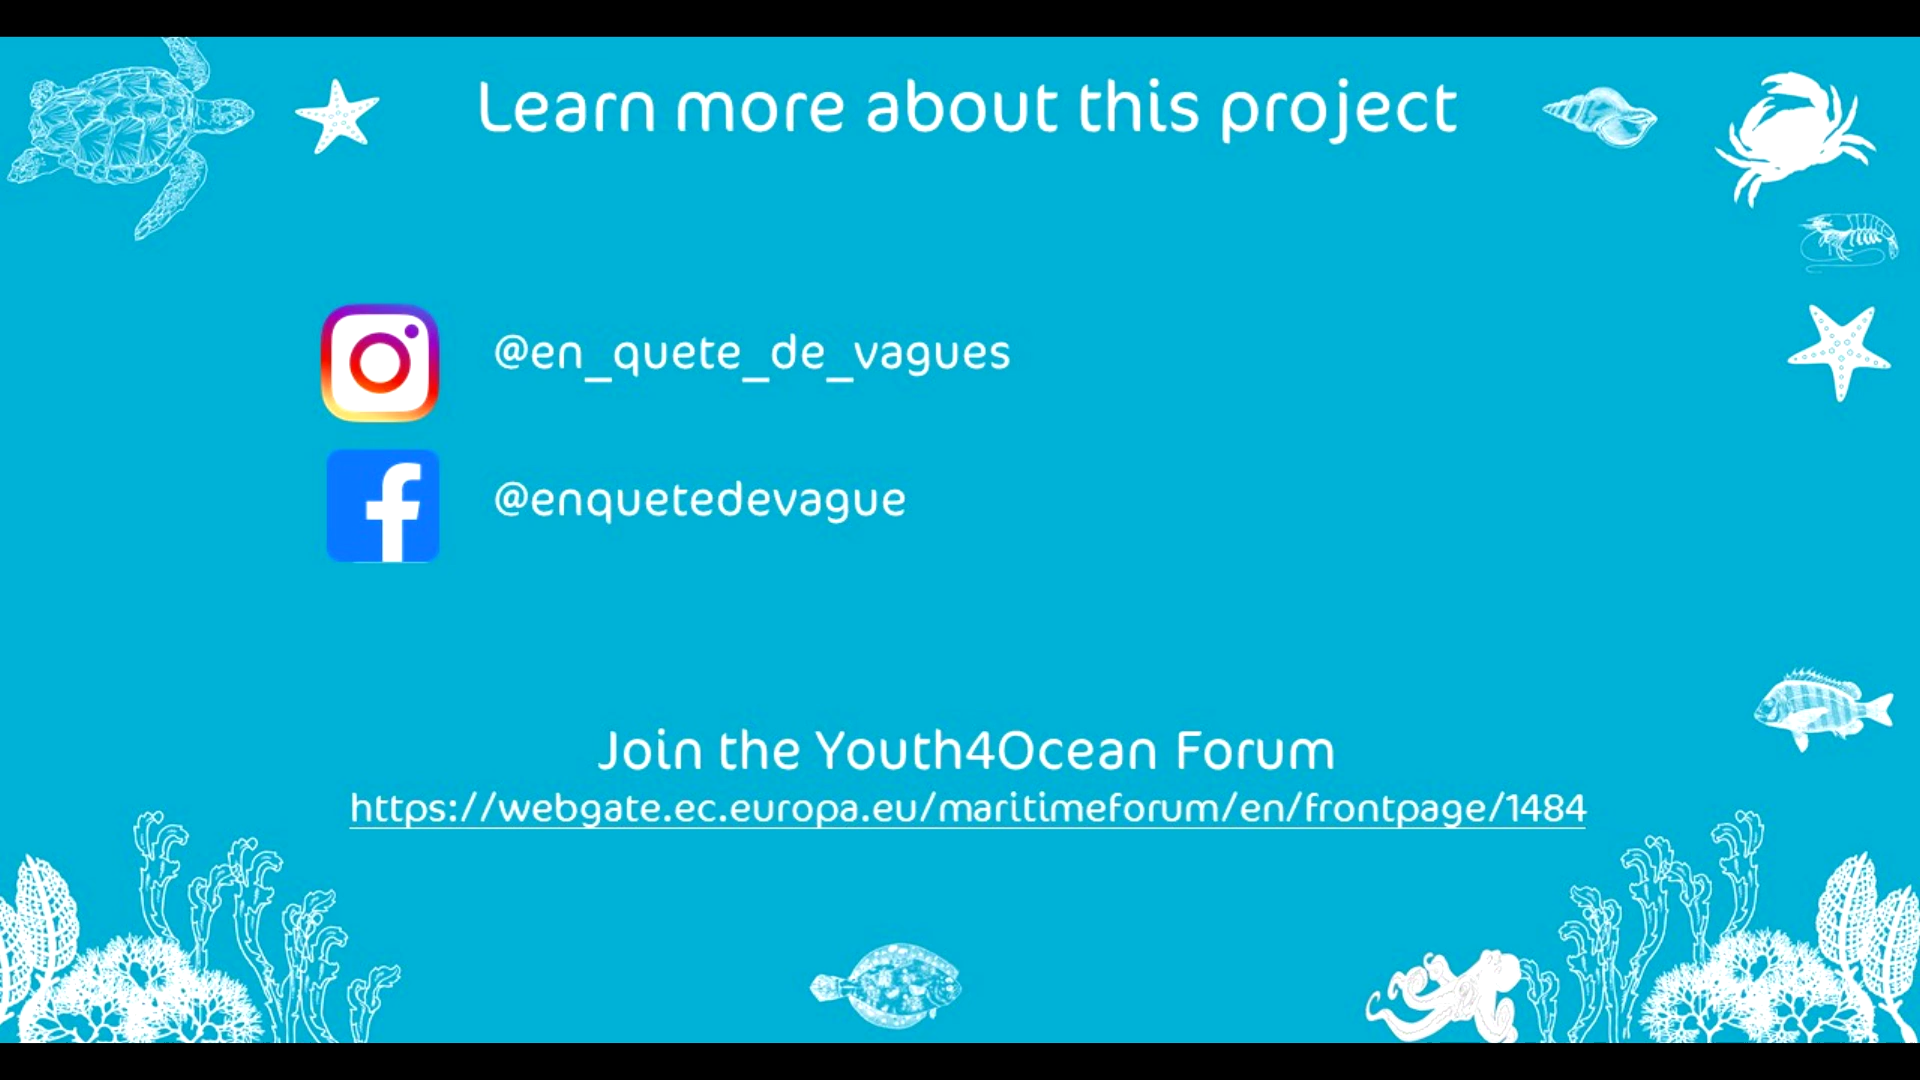 Learn more about this project
@en_quete_de_vagues
@enquetedevague
Join the Youth4Ocean Forum
https://webgate.ec.europa.eu/maritimeforum/en/frontpage/1484